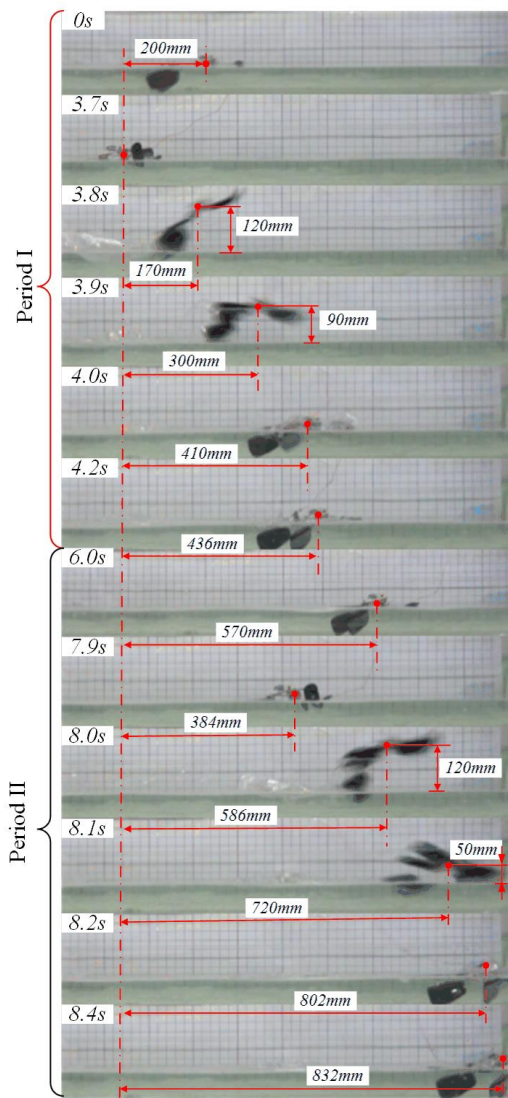 0s
200mm
3.7s
3.8s
120mm
170mm
3.9s
90mm
300mm
4.0s
410mm
4.2s
436mm
Period I
6.0s
570mm
7.9s
384mm
8.0s
120mm
586mm
8.1s
50mm
720mm
8.2s
802mm
8.4s
832mm
Period II